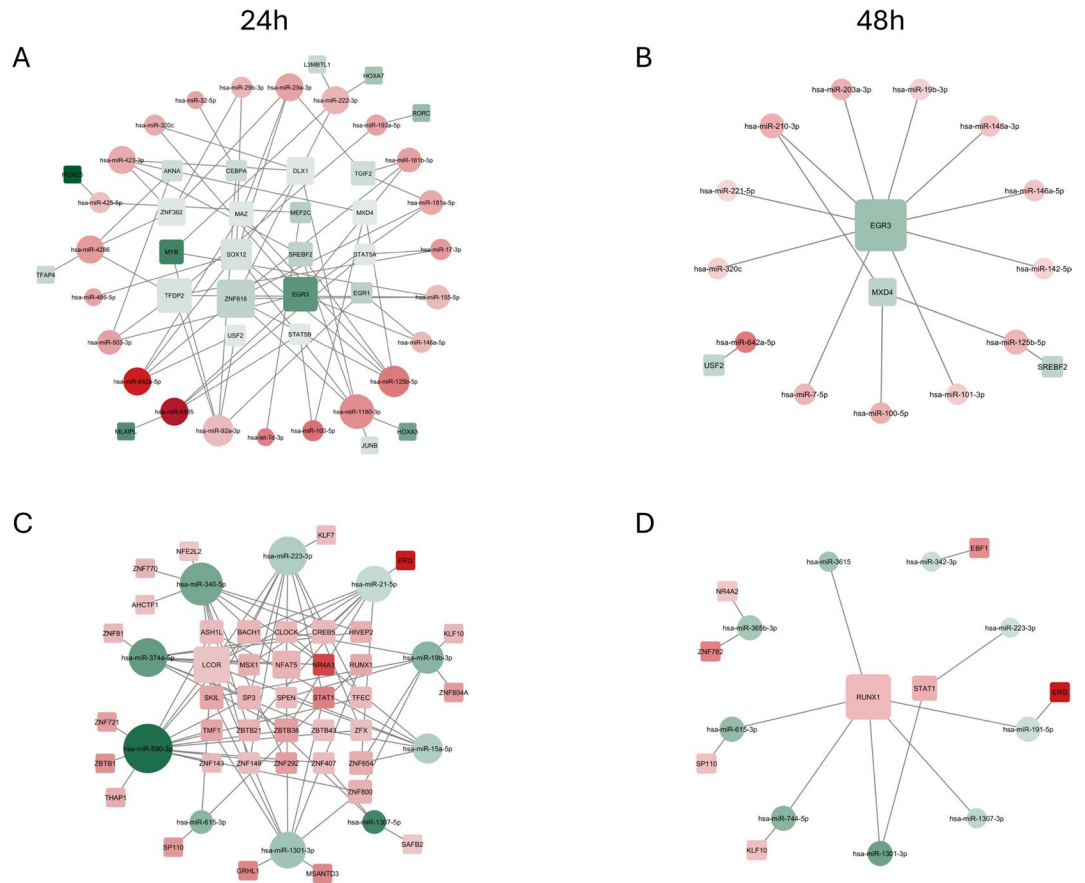 24h
48h
A
L3MBTL1
HOXA7
hsa-miR-29b-3p
hsa-miR-29a-3p
hsa-miR-32-5p
hsa-miR-222-3p
RORC
hsa-miR-320c
hsa-miR-193a-5p
hsa-miR-423-3p
AKNA
CEBPA
DLX1
TGIF2
hsa-miR-181b-5p
hsa-miR-425-5p
hsa-miR-181a-5p
ZNF362
MAZ
MEF2C
MXD4
hsa-miR-4286
MYB
SOX12
SREBF2
STAT5A
hsa-miR-17-3p
TFAP4
hsa-miR-486-5p
TFDP2
ZNF618
EGR3
EGR1
hsa-miR-155-5p
hsa-miR-503-3p
USF2
STAT5B
hsa-miR-146a-5p
hsa-miR-642a-5p
hsa-miR-125b-5p
MLXIPL
hsa-miR-8485
hsa-miR-92a-3p
hsa-let-7d-3p
hsa-miR-100-5p
hsa-miR-1180-3p
HOXA3
JUNB
B
hsa-miR-203a-3p
hsa-miR-19b-3p
hsa-miR-210-3p
hsa-miR-148a-3p
hsa-miR-221-5p
hsa-miR-146a-5p
EGR3
hsa-miR-320c
hsa-miR-142-5p
MXD4
hsa-miR-642a-5p
USF2
hsa-miR-125b-5p
SREBF2
hsa-miR-7-5p
hsa-miR-100-5p
hsa-miR-101-3p
C
KLF7
NFE2L2
hsa-miR-223-3p
ERG
ZNF770
hsa-miR-340-5p
hsa-miR-21-5p
AHCTF1
ZNF81
ASH1L
BACH1
CLOCK
CREB5
HIVEP2
KLF10
hsa-miR-374a-5p
LCOR
MSX1
NFAT5
NR4A3
RUNX1
hsa-miR-19b-3p
SKIL
SP3
SPEN
STAT1
TFEC
ZNF804A
ZNF721
TMF1
ZBTB21
ZBTB38
ZBTB43
ZFX
hsa-miR-590-3p
hsa-miR-15a-5p
ZBTB1
ZNF143
ZNF148
ZNF292
ZNF407
ZNF654
THAP1
ZNF800
hsa-miR-615-3p
hsa-miR-1307-5p
SP110
hsa-miR-1301-3p
SAFB2
GRHL1
MSANTD3
D
hsa-miR-3615
hsa-miR-342-3p
EBF1
NR4A2
hsa-miR-365b-3p
hsa-miR-223-3p
ZNF782
RUNX1
STAT1
ERG
hsa-miR-615-3p
hsa-miR-191-5p
SP110
hsa-miR-744-5p
hsa-miR-1307-3p
KLF10
hsa-miR-1301-3p